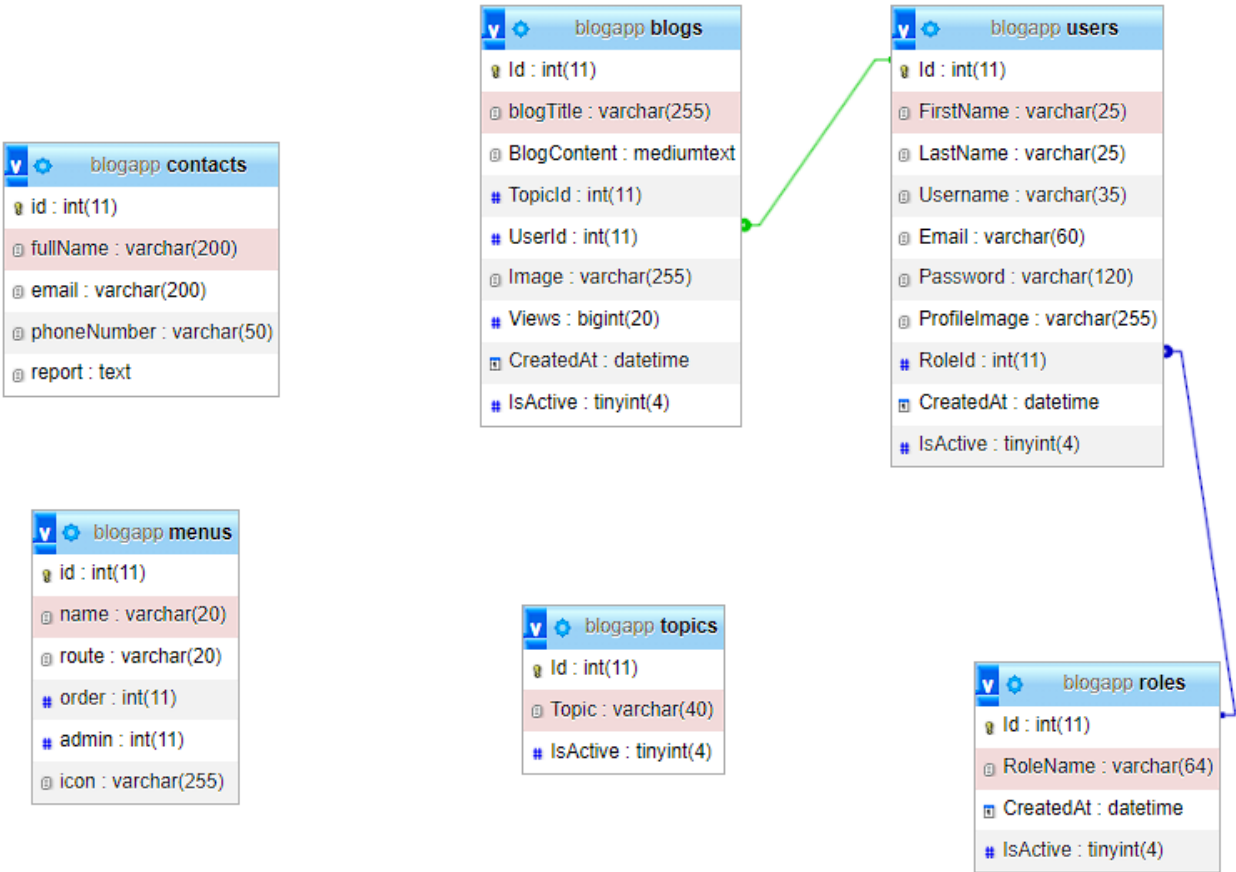 blogapp blogs
Id : int(11)
blogTitle : varchar(255)
BlogContent : mediumtext
TopicId : int(11)
UserId : int(11)
Image : varchar(255)
Views : bigint(20)
CreatedAt : datetime
IsActive : tinyint(4)
blogapp users
Id : int(11)
FirstName : varchar(25)
LastName : varchar(25)
Username : varchar(35)
Email : varchar(60)
Password : varchar(120)
ProfileImage : varchar(255)
RoleId : int(11)
CreatedAt : datetime
IsActive : tinyint(4)
blogapp contacts
id : int(11)
fullName : varchar(200)
email : varchar(200)
phoneNumber : varchar(50)
report : text
blogapp menus
id : int(11)
name : varchar(20)
route : varchar(20)
order : int(11)
admin : int(11)
icon : varchar(255)
blogapp topics
Id : int(11)
Topic : varchar(40)
IsActive : tinyint(4)
blogapp roles
Id : int(11)
RoleName : varchar(64)
CreatedAt : datetime
IsActive : tinyint(4)